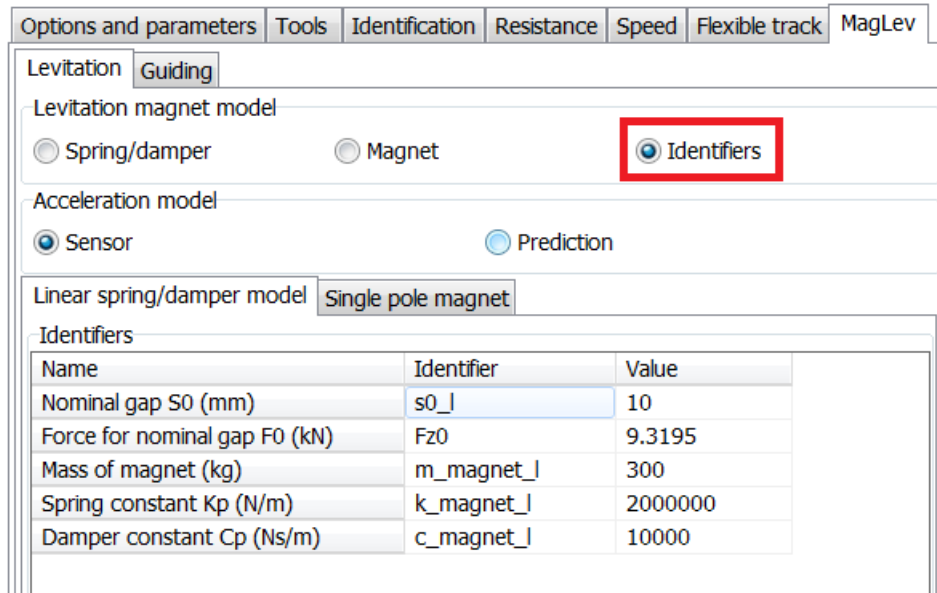 Options and parameters Tools Identification Resistance Speed Flexible track MagLev
Levitation Guiding
Levitation magnet model
Spring/damper Magnet Identifiers
Acceleration model
Sensor Prediction
Linear spring/damper model Single pole magnet
Identifiers
Name Identifier Value
Nominal gap S0 (mm) s0_l 10
Force for nominal gap F0 (kN) Fz0 9.3195
Mass of magnet (kg) m_magnet_l 300
Spring constant Kp (N/m) k_magnet_l 2000000
Damper constant Cp (Ns/m) c_magnet_l 10000